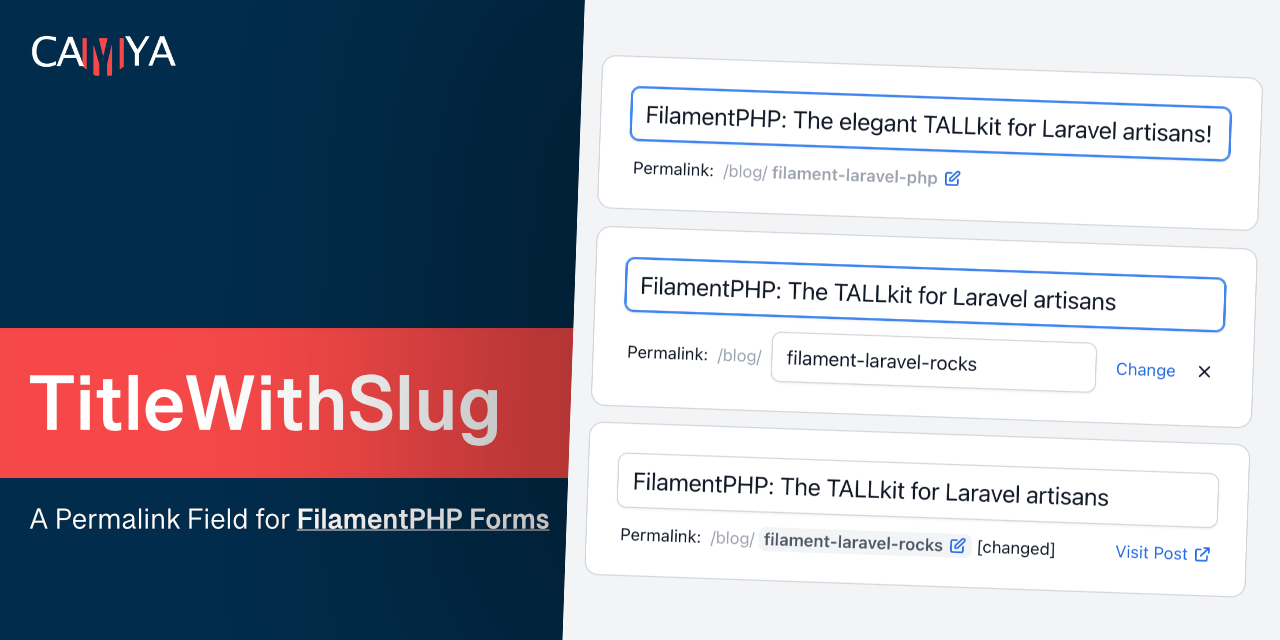 CAMYA
TitleWithSlug
A Permalink Field for FilamentPHP Forms
FilamentPHP: The elegant TALLkit for Laravel artisans!
Permalink: /blog/ filament-laravel-php
FilamentPHP: The TALLkit for Laravel artisans
Permalink: /blog/ filament-laravel-rocks Change
FilamentPHP: The TALLkit for Laravel artisans
Permalink: /blog/ filament-laravel-rocks [changed] Visit Post